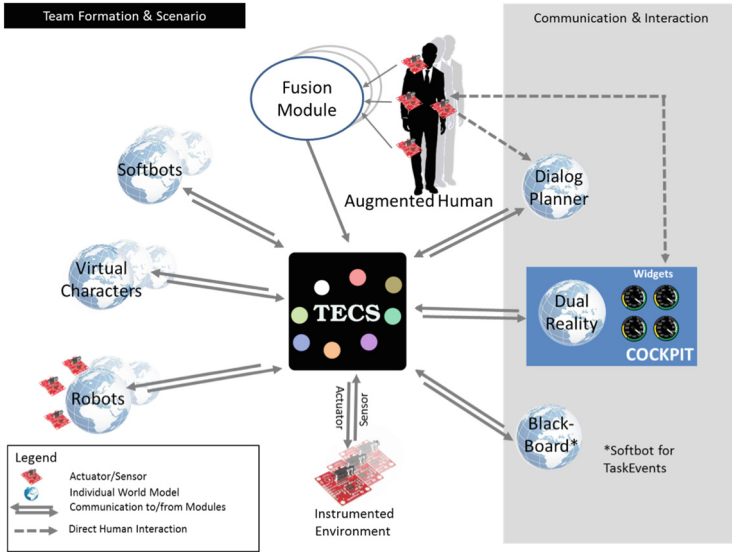 Team Formation & Scenario
Communication & Interaction
Fusion
Module
Softbots
Augmented Human
Dialog
Planner
Virtual
Characters
TECS
Widgets
Dual
Reality
COCKPIT
Robots
Actuator
Sensor
Black-
Board*
*Softbot for
TaskEvents
Instrumented
Environment
Legend
Actuator/Sensor
Individual World Model
Communication to/from Modules
Direct Human Interaction